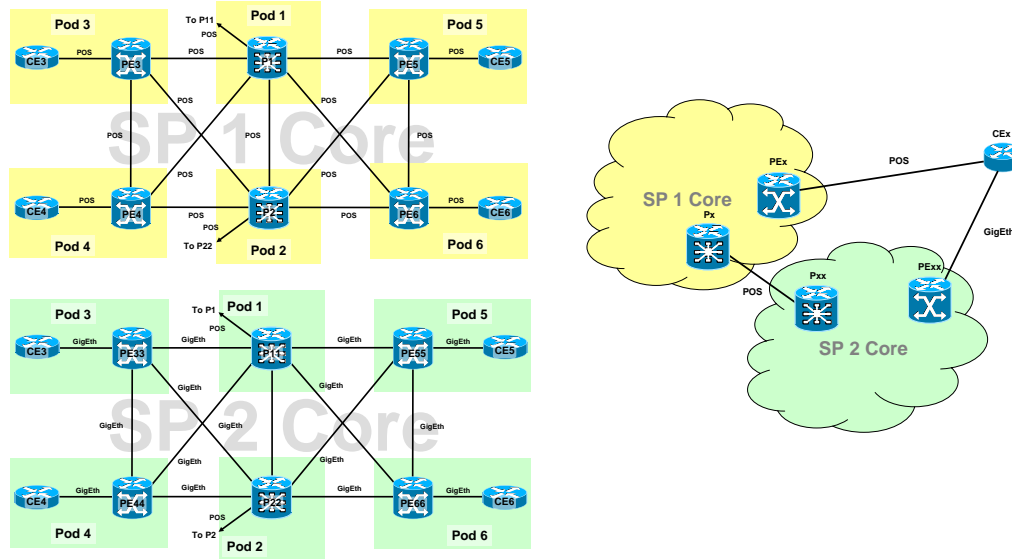 Pod 3
To P11
POS
Pod 1
Pod 5
CE3
POS
PE3
POS
P1
POS
PE5
POS
CE5
POS
POS
POS
POS
SP 1 Core
POS
POS
POS
POS
CE4
POS
PE4
POS
P2
POS
PE6
POS
CE6
POS
To P22
Pod 4
Pod 2
Pod 6
Pod 3
To P1
POS
Pod 1
Pod 5
CE3
GigEth
PE33
GigEth
P11
GigEth
PE55
GigEth
CE5
GigEth
GigEth
GigEth
GigEth
SP 2 Core
GigEth
GigEth
GigEth
GigEth
CE4
GigEth
PE44
GigEth
P22
GigEth
PE66
GigEth
CE6
POS
To P2
Pod 4
Pod 2
Pod 6
CEx
PEx
POS
SP 1 Core
Px
GigEth
Pxx
PExx
POS
SP 2 Core